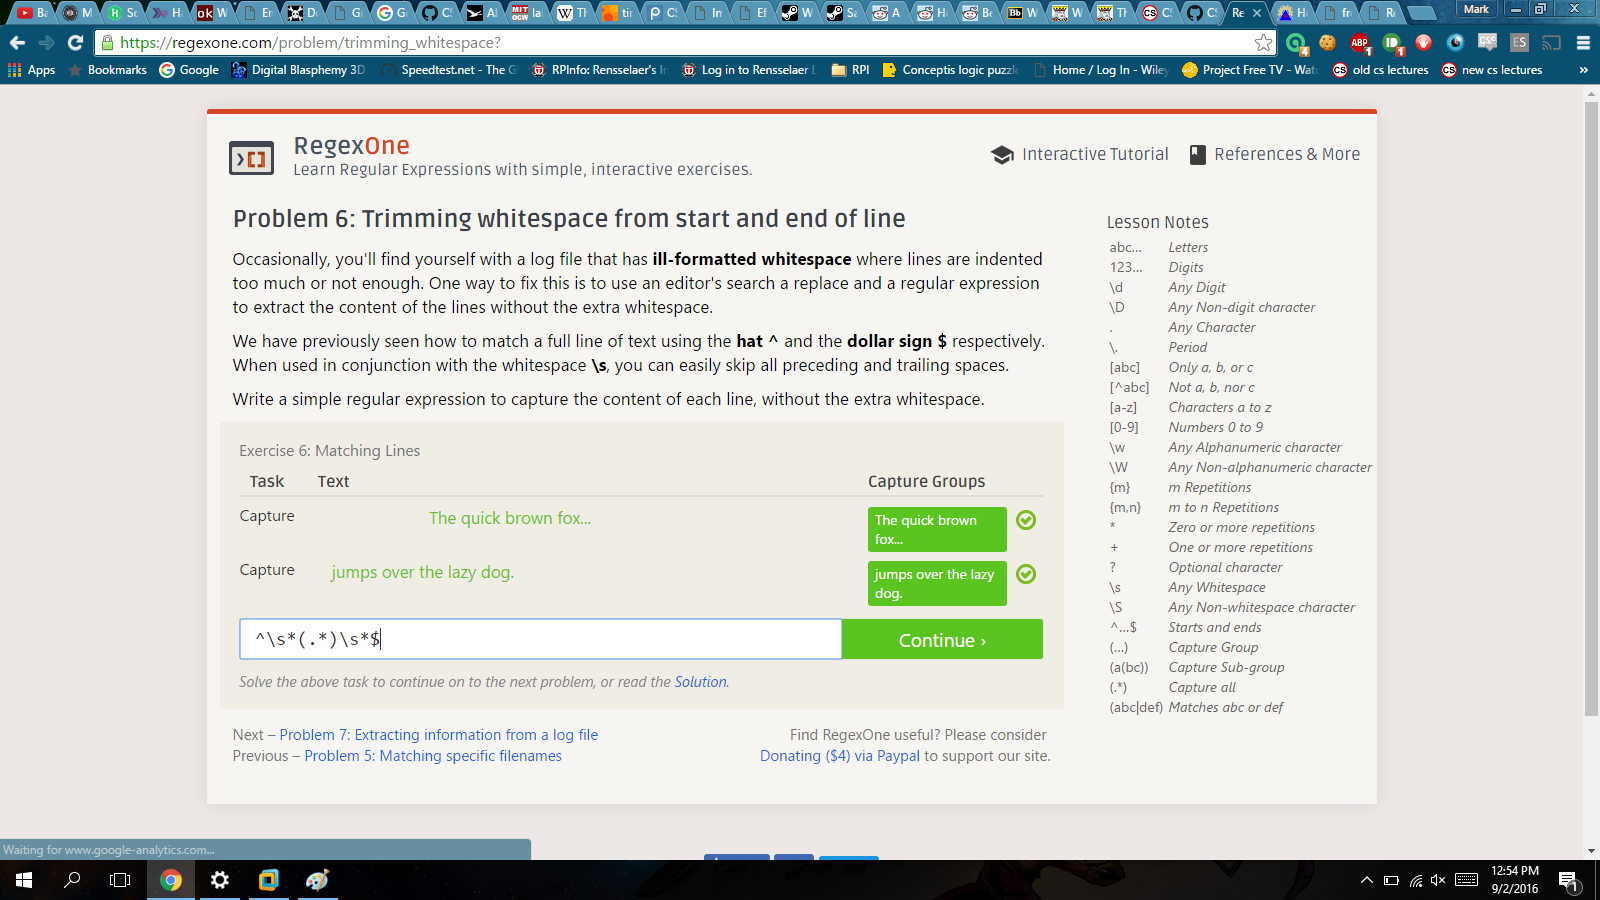 Mark
https://regexone.com/problem/trimming_whitespace?
Apps Bookmarks Google Digital Blasphemy 3D Speedtest.net - The G RPInfo: Rensselaer's In Log in to Rensselaer L RPI Conceptis logic puzzle Home / Log In - Wiley Project Free TV - Wat old cs lectures new cs lectures »
RegexOne
Learn Regular Expressions with simple, interactive exercises.
Interactive Tutorial References & More
Problem 6: Trimming whitespace from start and end of line
Occasionally, you'll find yourself with a log file that has ill-formatted whitespace where lines are indented
too much or not enough. One way to fix this is to use an editor's search a replace and a regular expression
to extract the content of the lines without the extra whitespace.
We have previously seen how to match a full line of text using the hat ^ and the dollar sign $ respectively.
When used in conjunction with the whitespace \s, you can easily skip all preceding and trailing spaces.
Write a simple regular expression to capture the content of each line, without the extra whitespace.
Exercise 6: Matching Lines
Task Text Capture Groups
Capture The quick brown fox... The quick brown
fox...
Capture jumps over the lazy dog. jumps over the lazy
dog.
^\s*(.*)\s*$ Continue ›
Solve the above task to continue on to the next problem, or read the Solution.
Next – Problem 7: Extracting information from a log file
Previous – Problem 5: Matching specific filenames
Find RegexOne useful? Please consider
Donating ($4) via Paypal to support our site.
Lesson Notes
abc... Letters
123... Digits
\d Any Digit
\D Any Non-digit character
. Any Character
\. Period
[abc] Only a, b, or c
[^abc] Not a, b, nor c
[a-z] Characters a to z
[0-9] Numbers 0 to 9
\w Any Alphanumeric character
\W Any Non-alphanumeric character
{m} m Repetitions
{m,n} m to n Repetitions
* Zero or more repetitions
+ One or more repetitions
? Optional character
\s Any Whitespace
\S Any Non-whitespace character
^...$ Starts and ends
(...) Capture Group
(a(bc)) Capture Sub-group
(.*) Capture all
(abc|def) Matches abc or def
Waiting for www.google-analytics.com...
12:54 PM
9/2/2016
1